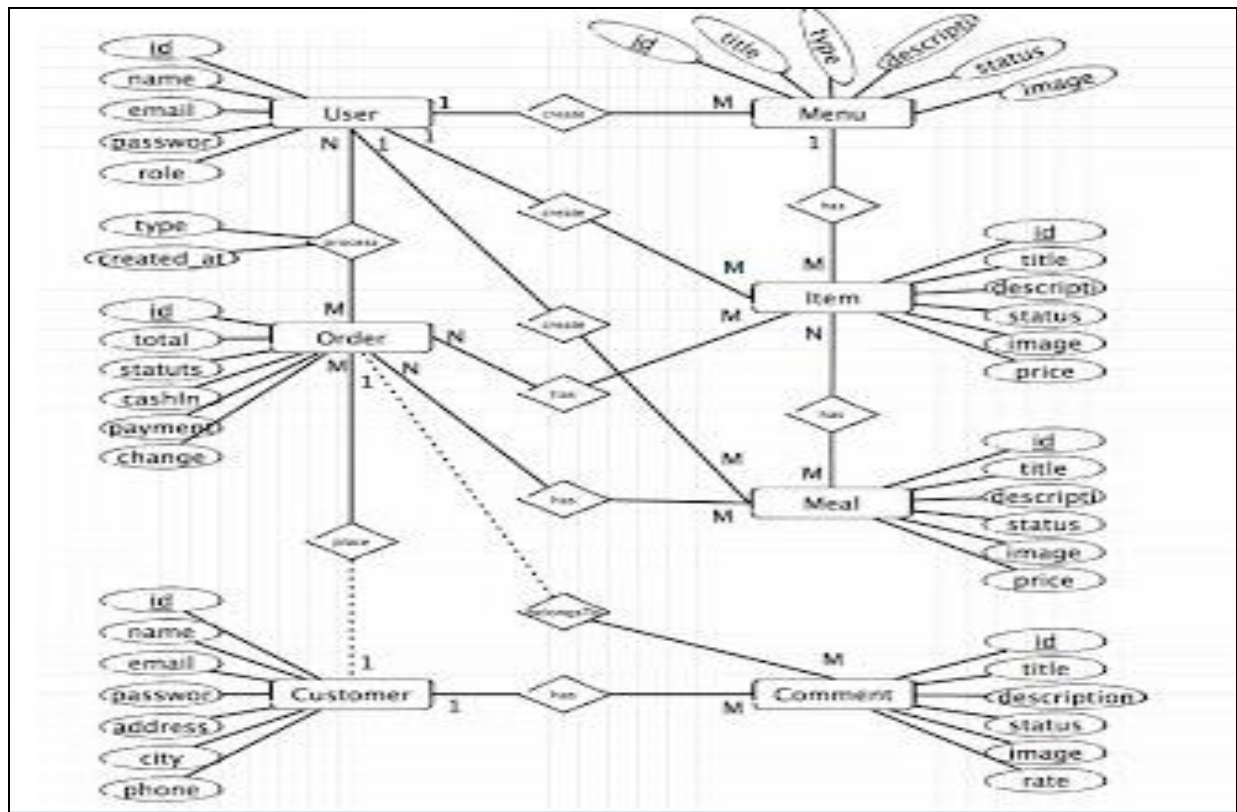 id
name
email
passwor
role
User
1
create
M
id
title
type
descripti
status
image
Menu
N
1
1
type
created_at
process
create
has
M
M
M
id
title
descripti
status
image
price
Item
M
N
M
id
total
statuts
cashIn
payment
change
Order
N
M
1
N
create
has
has
M
M
M
has
id
title
descripti
status
image
price
Meal
place
id
name
email
passwor
address
city
phone
1
Customer
1
has
M
M
Comment
id
title
description
status
image
rate